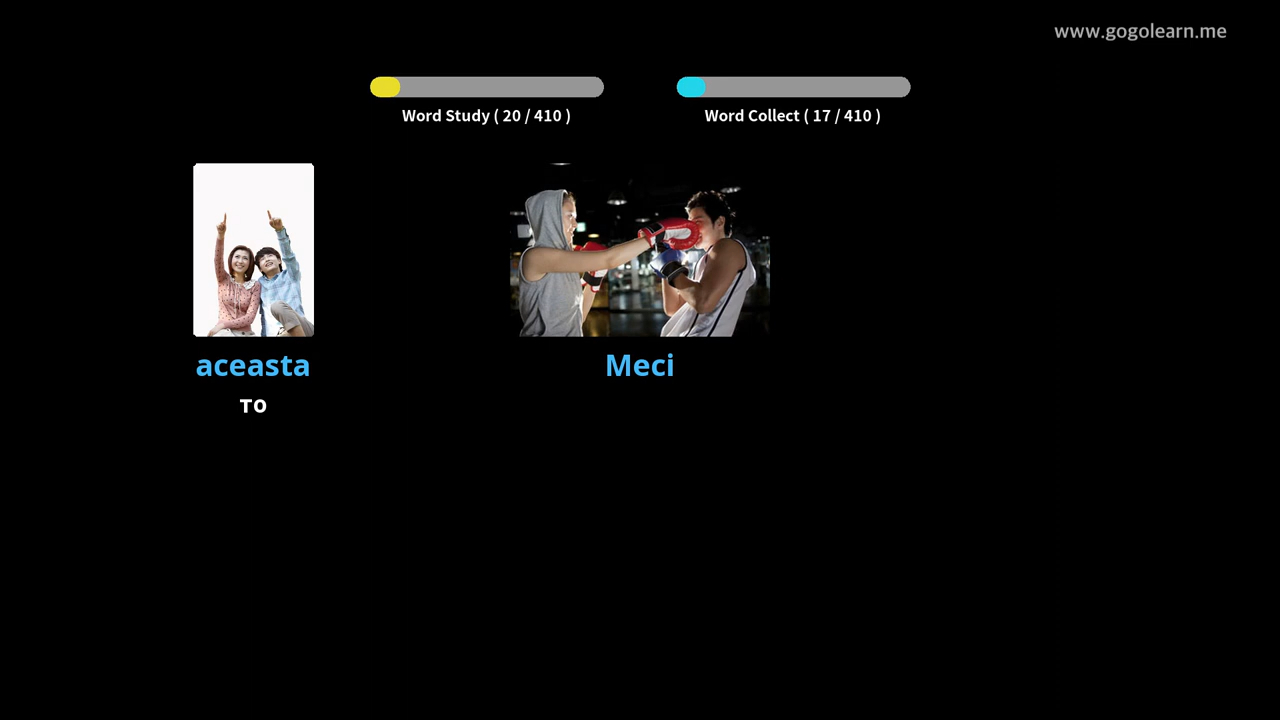 www.gogolearn.me
Word Study ( 20 / 410 )
Word Collect ( 17 / 410 )
aceasta
то
Meci